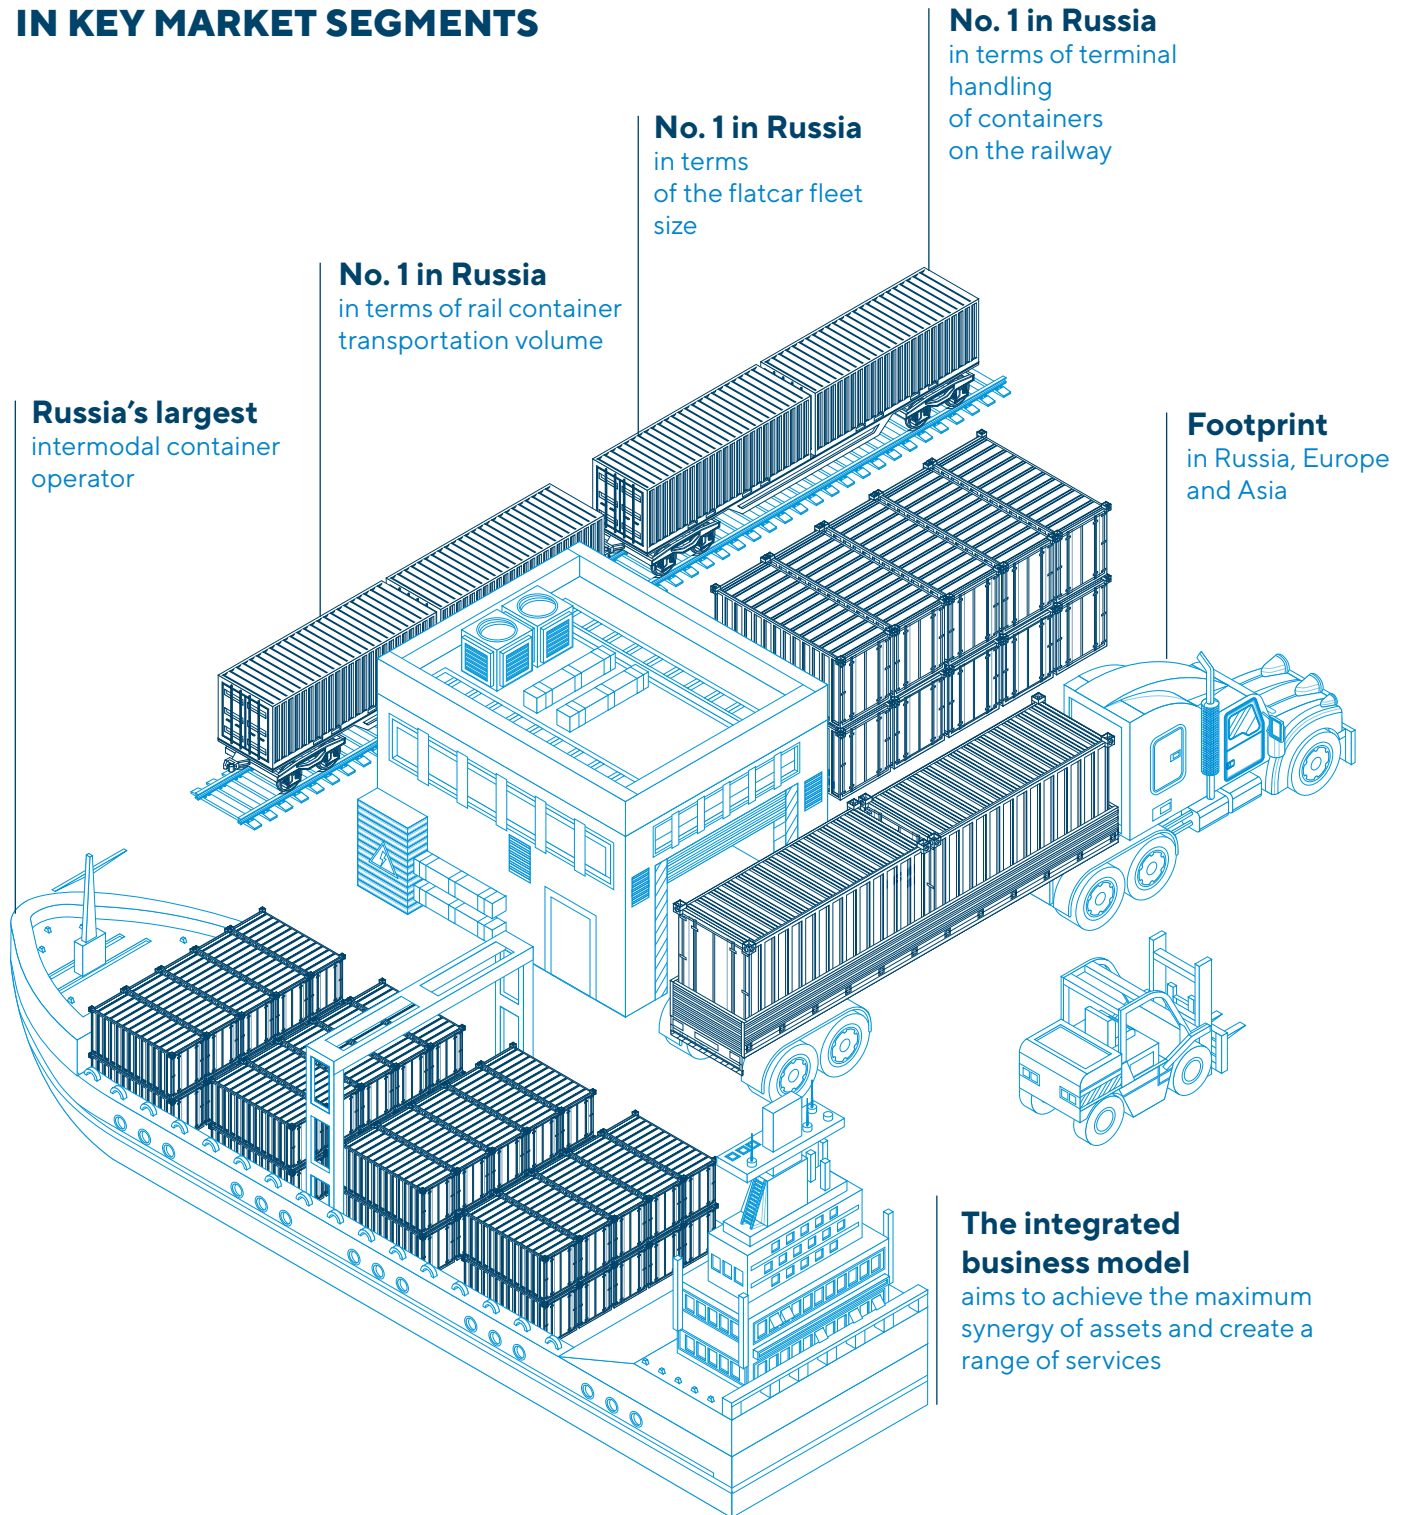 IN KEY MARKET SEGMENTS
No. 1 in Russia
in terms of terminal
handling
of containers
on the railway
No. 1 in Russia
in terms
of the flatcar fleet
size
No. 1 in Russia
in terms of rail container
transportation volume
Russia’s largest
intermodal container
operator
Footprint
in Russia, Europe
and Asia
The integrated
business model
aims to achieve the maximum
synergy of assets and create a
range of services